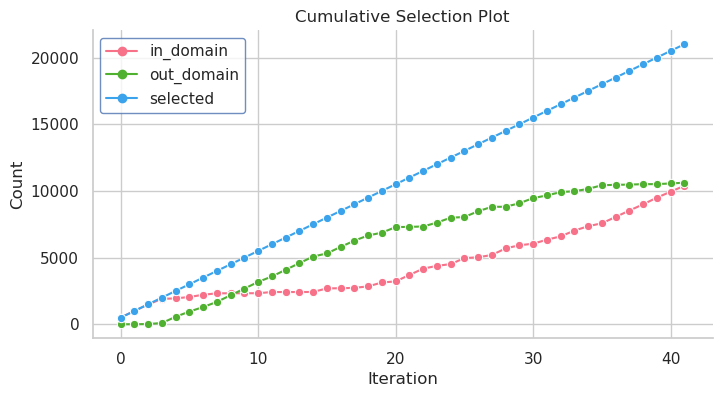 Cumulative Selection Plot
in_domain
out_domain
selected
Count
20000
15000
10000
5000
0
0 10 20 30 40
Iteration